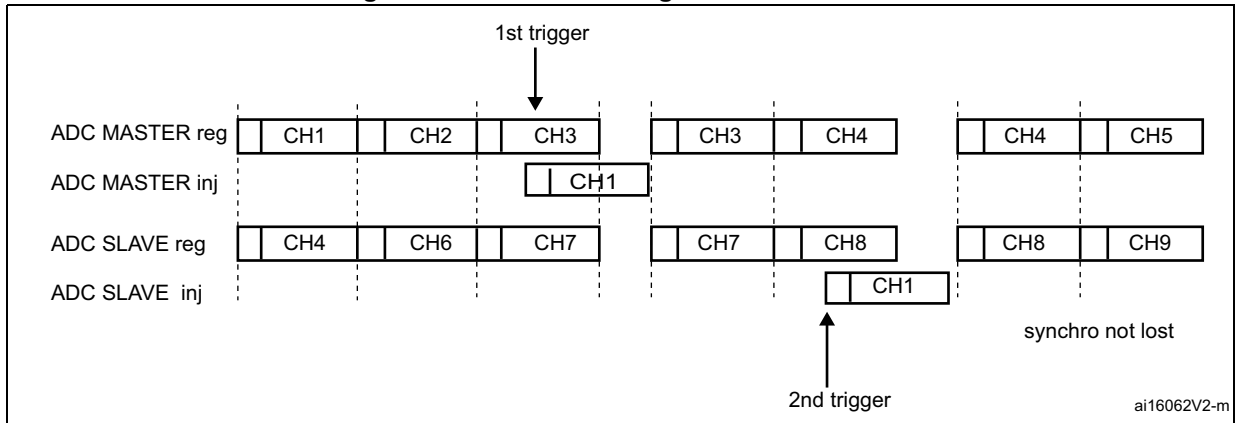 1st trigger
ADC MASTER reg CH1 CH2 CH3 CH3 CH4 CH4 CH5
ADC MASTER inj CH1
ADC SLAVE reg CH4 CH6 CH7 CH7 CH8 CH8 CH9
ADC SLAVE inj CH1
synchro not lost
2nd trigger
ai16062V2-m